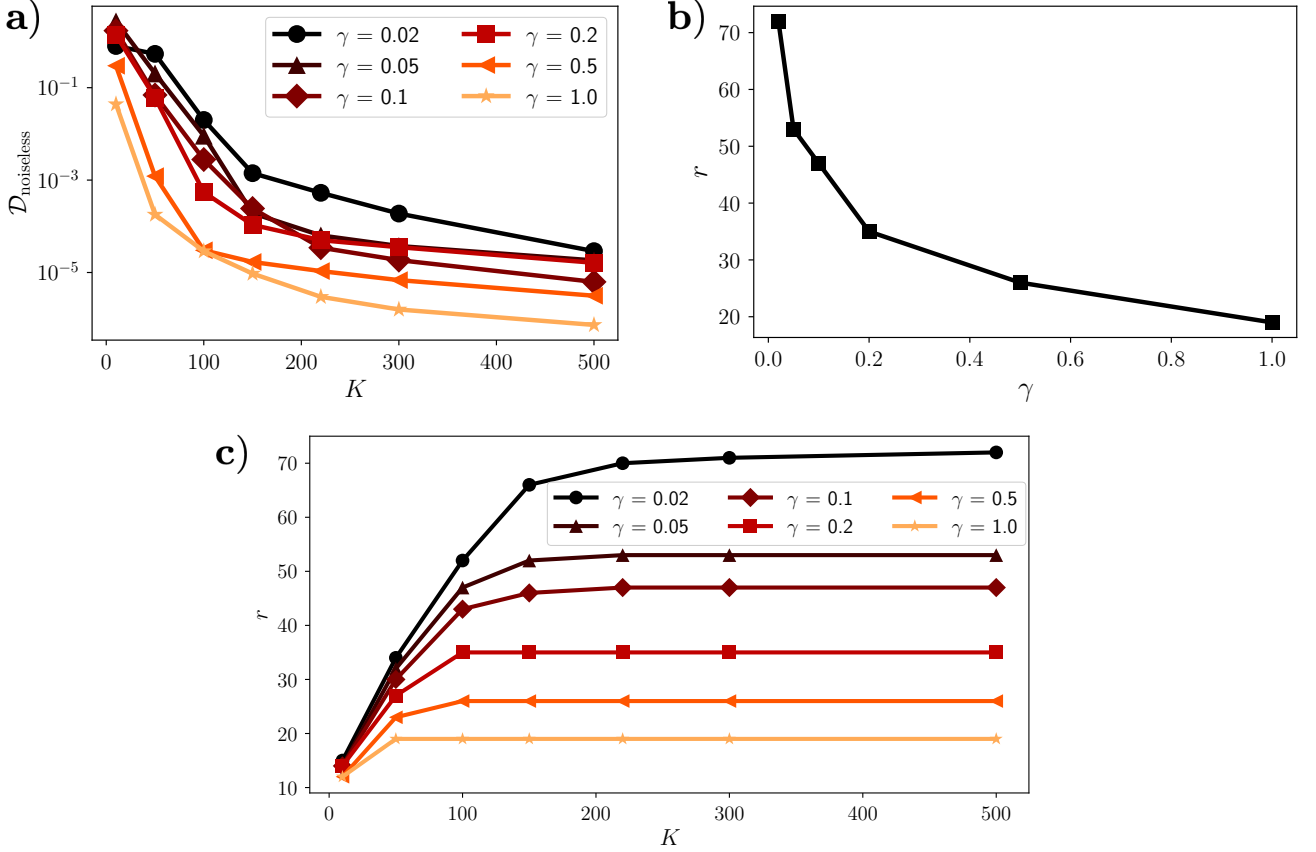 a)
γ = 0.02
γ = 0.05
γ = 0.1
γ = 0.2
γ = 0.5
γ = 1.0
10⁻¹
10⁻³
10⁻⁵
𝒟noiseless
0 100 200 300 400 500
K
b)
70
60
50
40
30
20
r
0.0 0.2 0.4 0.6 0.8 1.0
γ
c)
70
60
50
40
30
20
10
r
γ = 0.02
γ = 0.05
γ = 0.1
γ = 0.2
γ = 0.5
γ = 1.0
0 100 200 300 400 500
K